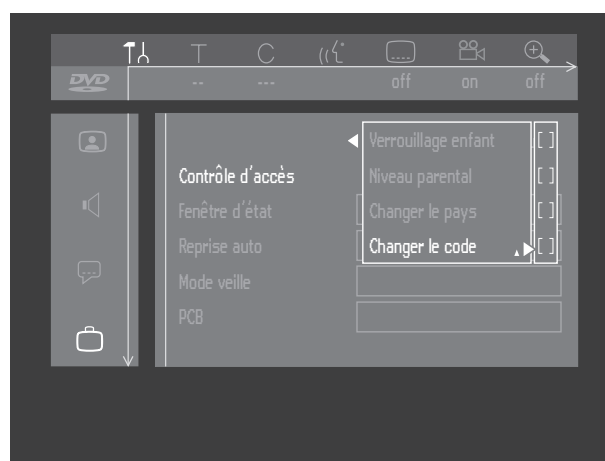 T C
DVD -- --- off on off
Verrouillage enfant [ ]
Contrôle d'accès Niveau parental [ ]
Fenêtre d'état Changer le pays [ ]
Reprise auto Changer le code [ ]
Mode veille
PCB